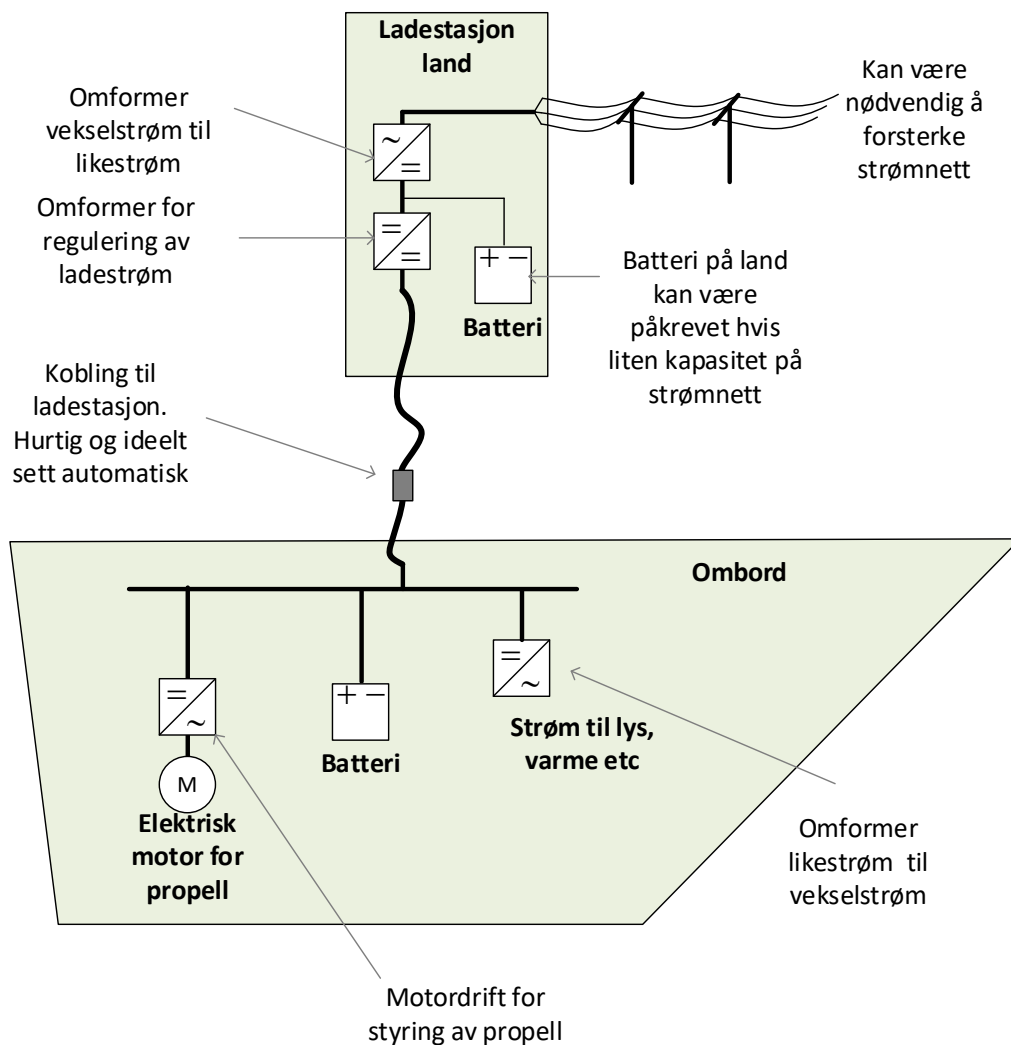 Ladestasjon
land
Omformer
vekselstrøm til
likestrøm
Kan være
nødvendig å
forsterke
strømnett
~
=
Omformer for
regulering av
ladestrøm
=
=
+ −
Batteri
Batteri på land
kan være
påkrevet hvis
liten kapasitet på
strømnett
Kobling til
ladestasjon.
Hurtig og ideelt
sett automatisk
Ombord
=
~
M
Elektrisk
motor for
propell
+ −
Batteri
=
~
Strøm til lys,
varme etc
Omformer
likestrøm til
vekselstrøm
Motordrift for
styring av propell